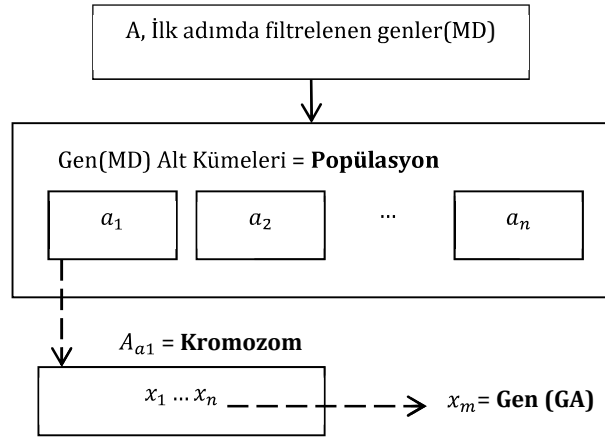 A, İlk adımda filtrelenen genler(MD)
Gen(MD) Alt Kümeleri = Popülasyon
a₁ a₂ ... aₙ
Aₐ₁ = Kromozom
x₁ … xₙ xₘ= Gen (GA)